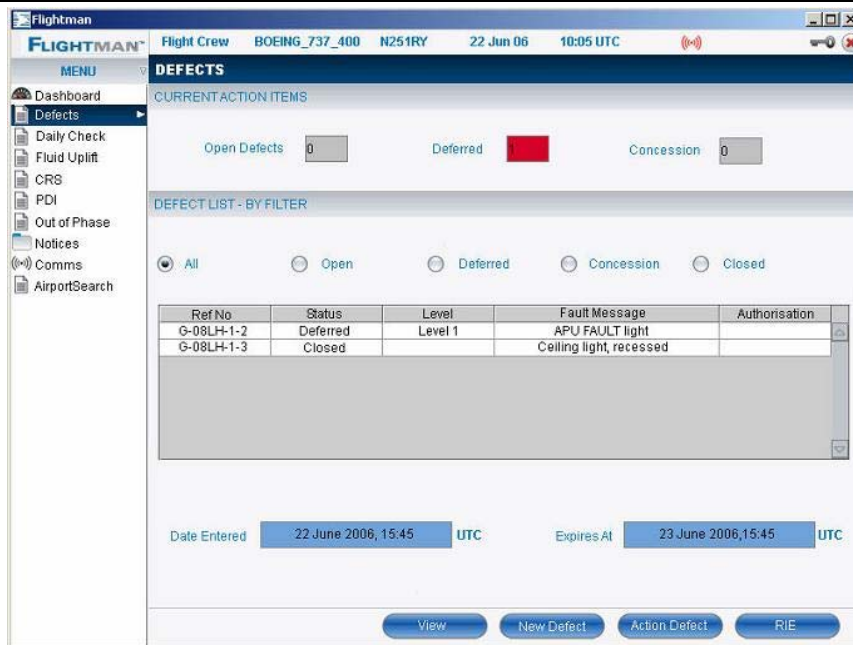 Flightman
FLIGHTMAN™ Flight Crew BOEING_737_400 N251RY 22 Jun 06 10:05 UTC
MENU
Dashboard
Defects
Daily Check
Fluid Uplift
CRS
PDI
Out of Phase
Notices
Comms
AirportSearch
DEFECTS
CURRENT ACTION ITEMS
Open Defects 0 Deferred 1 Concession 0
DEFECT LIST - BY FILTER
All Open Deferred Concession Closed
Ref No Status Level Fault Message Authorisation
G-08LH-1-2 Deferred Level 1 APU FAULT light
G-08LH-1-3 Closed Ceiling light, recessed
Date Entered 22 June 2006, 15:45 UTC Expires At 23 June 2006,15:45 UTC
View New Defect Action Defect RIE